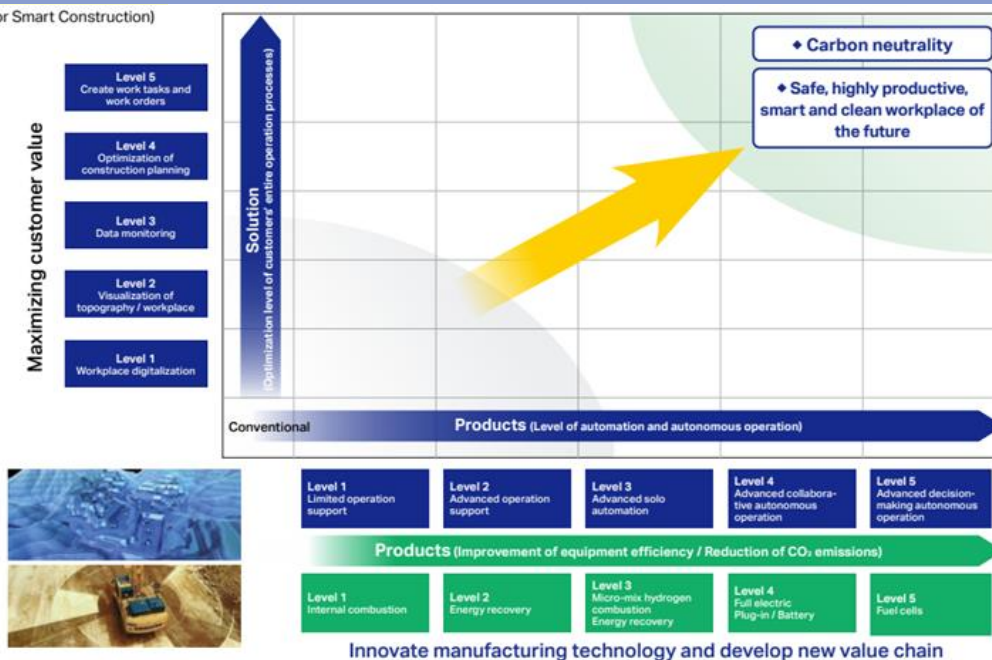 or Smart Construction)
Maximizing customer value
Level 5
Create work tasks and
work orders
Level 4
Optimization of
construction planning
Level 3
Data monitoring
Level 2
Visualization of
topography / workplace
Level 1
Workplace digitalization
Solution
(Optimization level of customers' entire operation processes)
◆ Carbon neutrality
◆ Safe, highly productive,
smart and clean workplace of
the future
Conventional
Products (Level of automation and autonomous operation)
Level 1
Limited operation
support
Level 2
Advanced operation
support
Level 3
Advanced solo
automation
Level 4
Advanced collabora-
tive autonomous
operation
Level 5
Advanced decision-
making autonomous
operation
Products (Improvement of equipment efficiency / Reduction of CO₂ emissions)
Level 1
Internal combustion
Level 2
Energy recovery
Level 3
Micro-mix hydrogen
combustion
Energy recovery
Level 4
Full electric
Plug-in / Battery
Level 5
Fuel cells
Innovate manufacturing technology and develop new value chain